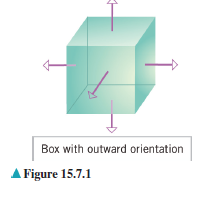 Box with outward orientation
▲ Figure 15.7.1